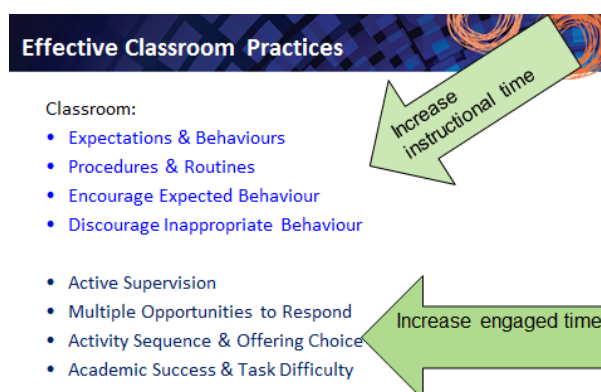 Effective Classroom Practices
Classroom:
• Expectations & Behaviours
• Procedures & Routines
• Encourage Expected Behaviour
• Discourage Inappropriate Behaviour
Increase
instructional time
• Active Supervision
• Multiple Opportunities to Respond
• Activity Sequence & Offering Choice
• Academic Success & Task Difficulty
Increase engaged time